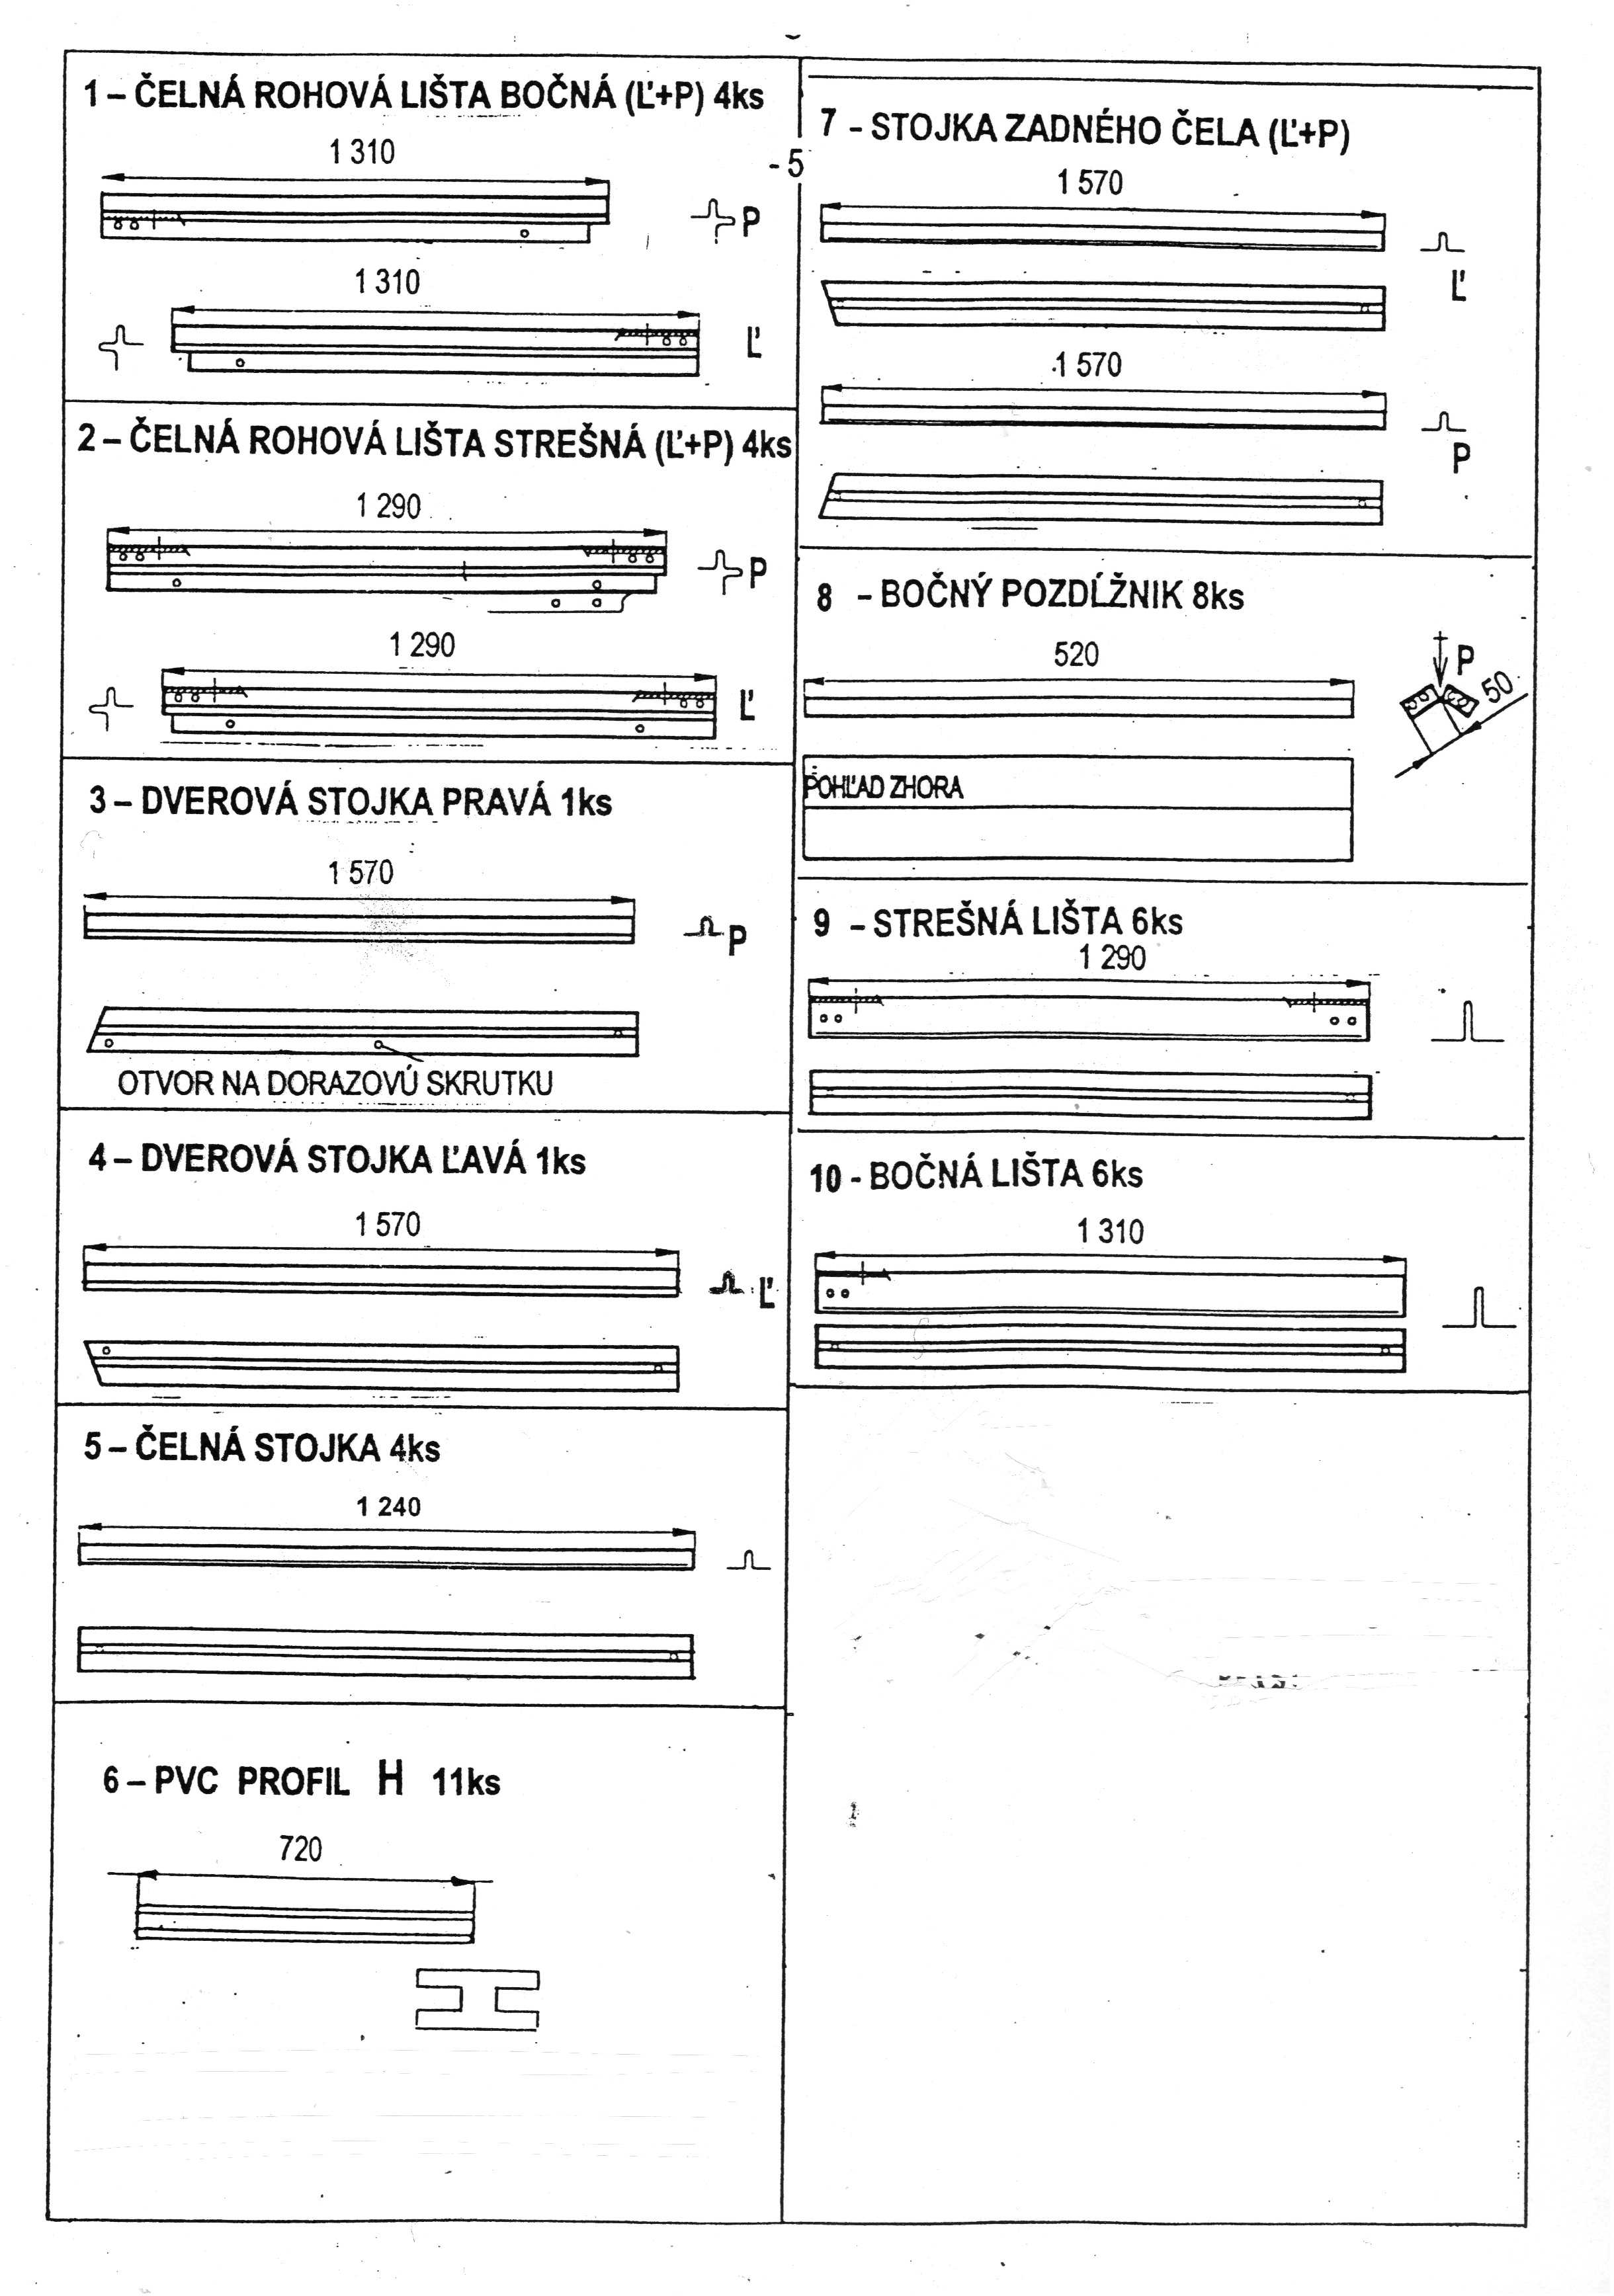 1 – ČELNÁ ROHOVÁ LIŠTA BOČNÁ (Ľ+P) 4ks
1 310
P
1 310
Ľ
2 – ČELNÁ ROHOVÁ LIŠTA STREŠNÁ (Ľ+P) 4ks
1 290
P
1 290
Ľ
3 – DVEROVÁ STOJKA PRAVÁ 1ks
1 570
P
OTVOR NA DORAZOVÚ SKRUTKU
4 – DVEROVÁ STOJKA ĽAVÁ 1ks
1 570
Ľ
5 – ČELNÁ STOJKA 4ks
1 240
6 – PVC PROFIL H 11ks
720
- 5
7 - STOJKA ZADNÉHO ČELA (Ľ+P)
1 570
Ľ
1 570
P
8 - BOČNÝ POZDĹŽNIK 8ks
520
P
50
POHĽAD ZHORA
9 - STREŠNÁ LIŠTA 6ks
1 290
10 - BOČNÁ LIŠTA 6ks
1 310